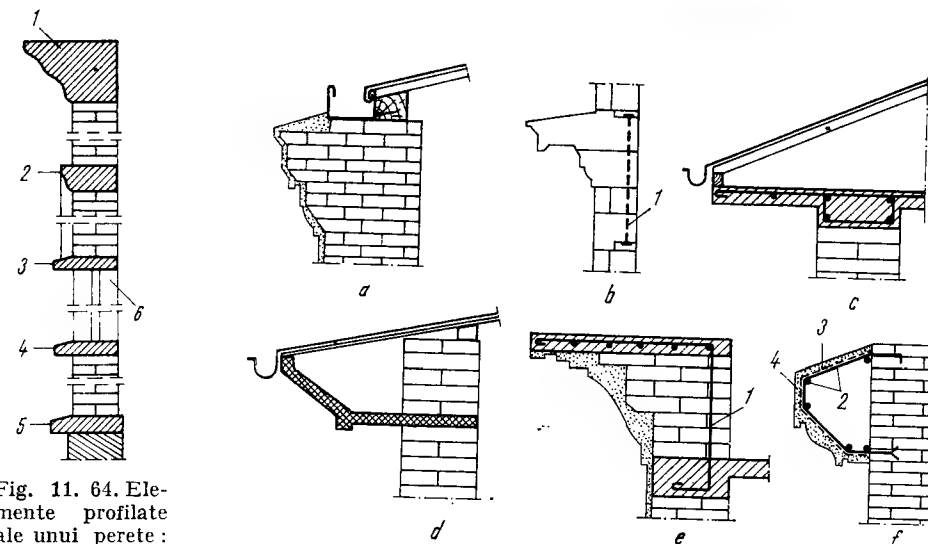 1
2
3
6
4
5
Fig. 11. 64. Ele-
mente profilate
ale unui perete :
a
1
b
c
d
1
e
3
4
2
f